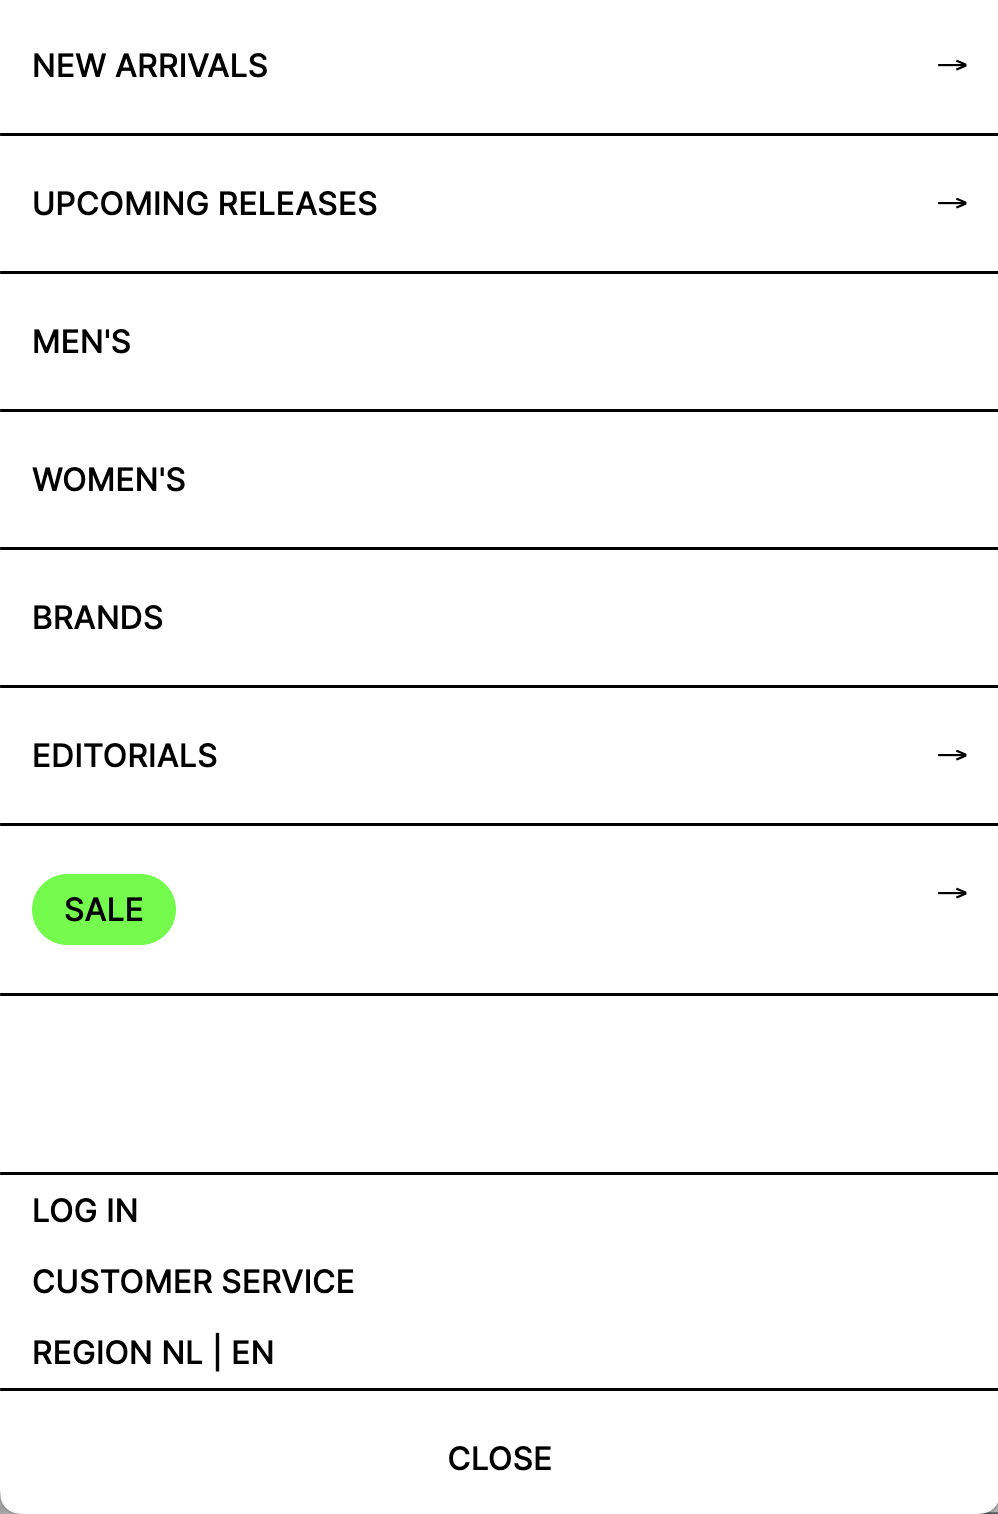 NEW ARRIVALS →
UPCOMING RELEASES →
MEN'S
WOMEN'S
BRANDS
EDITORIALS →
SALE →
LOG IN
CUSTOMER SERVICE
REGION NL | EN
CLOSE